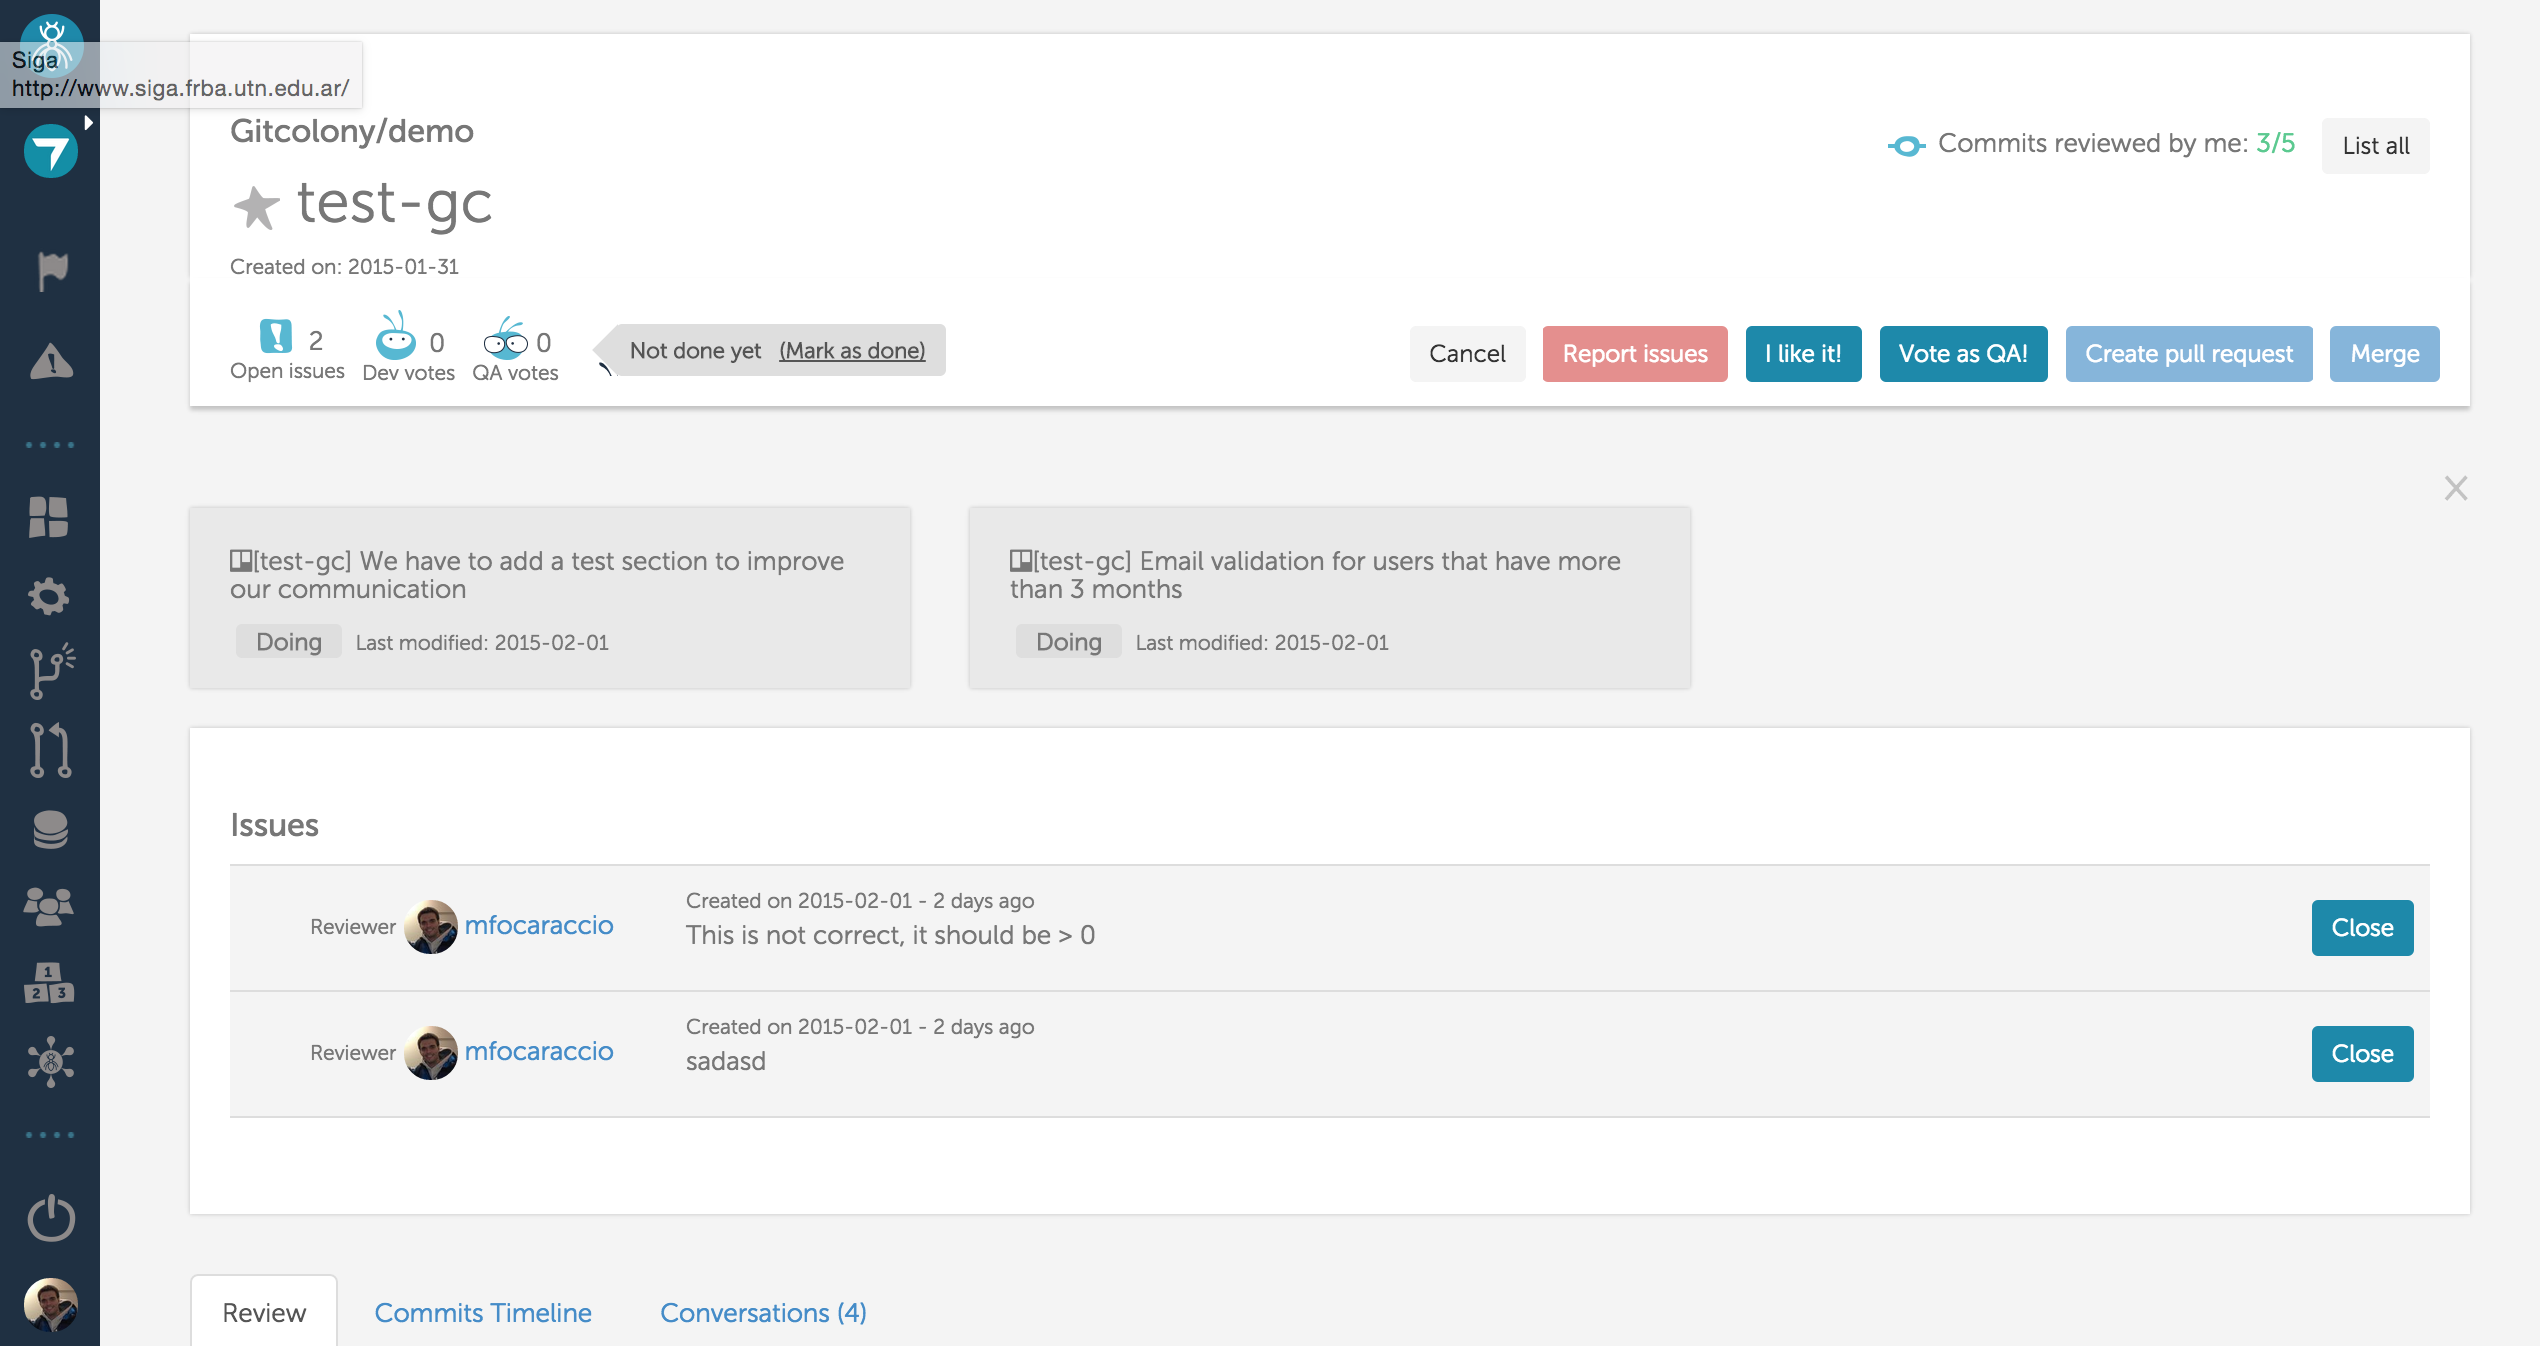 Siga
http://www.siga.frba.utn.edu.ar/
Gitcolony/demo
Commits reviewed by me: 3/5
List all
test-gc
Created on: 2015-01-31
2
Open issues
0
Dev votes
0
QA votes
Not done yet (Mark as done)
Cancel
Report issues
I like it!
Vote as QA!
Create pull request
Merge
[test-gc] We have to add a test section to improve
our communication
Doing
Last modified: 2015-02-01
[test-gc] Email validation for users that have more
than 3 months
Doing
Last modified: 2015-02-01
Issues
Reviewer mfocaraccio
Created on 2015-02-01 - 2 days ago
This is not correct, it should be > 0
Close
Reviewer mfocaraccio
Created on 2015-02-01 - 2 days ago
sadasd
Close
1
2 3
Review
Commits Timeline
Conversations (4)